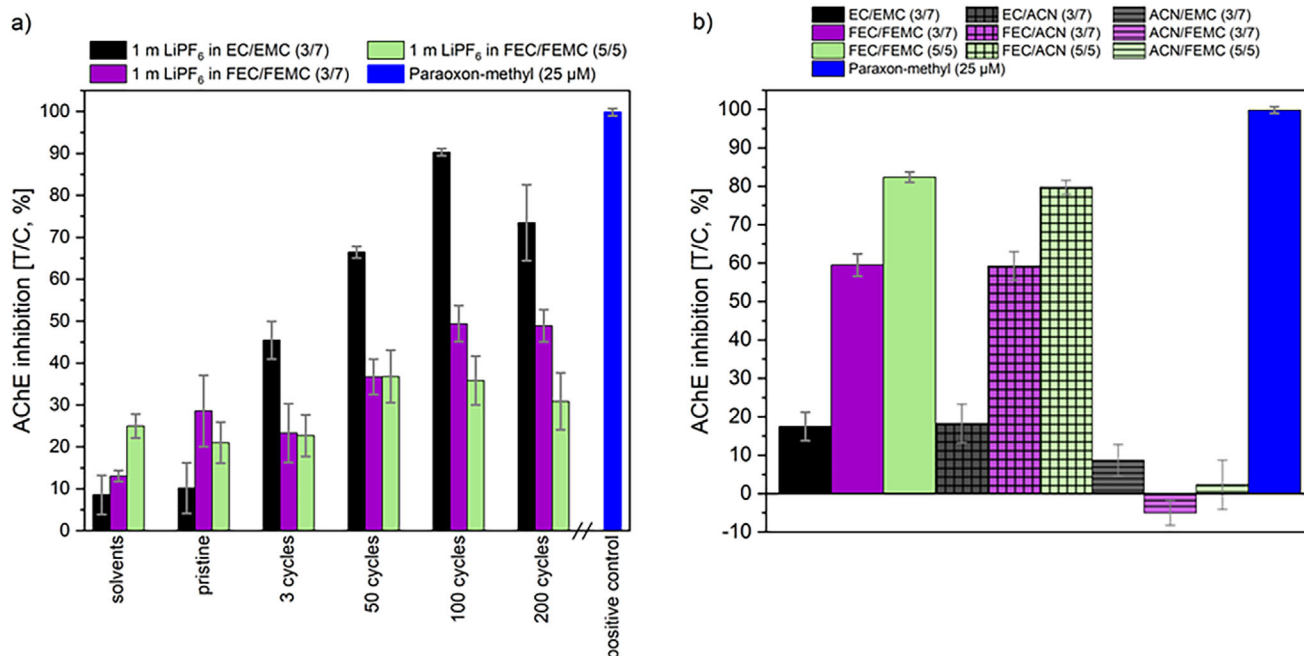 a)
1 m LiPF6 in EC/EMC (3/7)
1 m LiPF6 in FEC/FEMC (5/5)
1 m LiPF6 in FEC/FEMC (3/7)
Paraoxon-methyl (25 µM)
AChE inhibition [T/C, %]
100
90
80
70
60
50
40
30
20
10
0
solvents
pristine
3 cycles
50 cycles
100 cycles
200 cycles
positive control
b)
EC/EMC (3/7)
EC/ACN (3/7)
ACN/EMC (3/7)
FEC/FEMC (3/7)
FEC/ACN (3/7)
ACN/FEMC (3/7)
FEC/FEMC (5/5)
FEC/ACN (5/5)
ACN/FEMC (5/5)
Paraxon-methyl (25 µM)
AChE inhibition [T/C, %]
100
90
80
70
60
50
40
30
20
10
0
-10